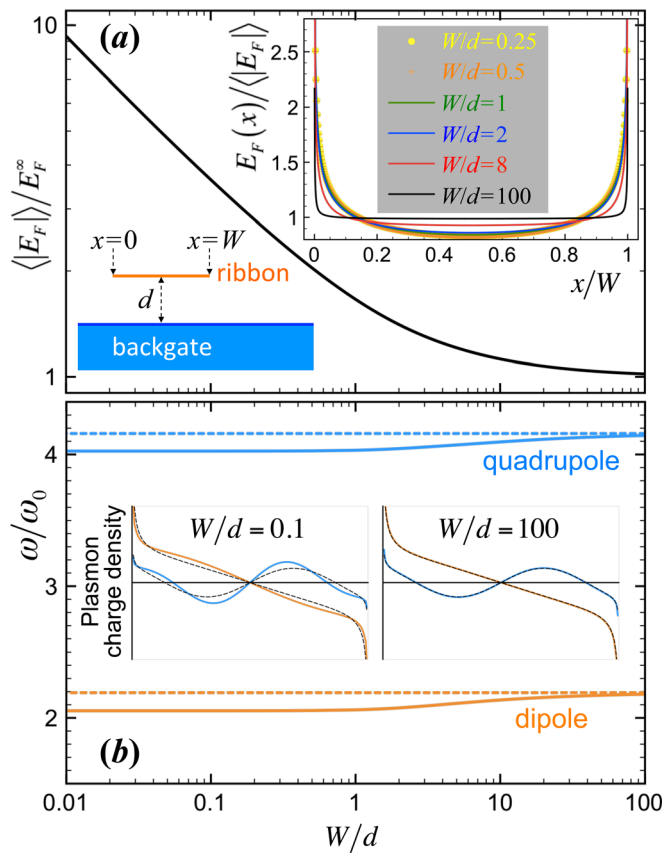 (a)
10
1
⟨|E_F|⟩/E_F^∞
E_F(x)/⟨|E_F|⟩
2.5
2
1.5
1
W/d=0.25
W/d=0.5
W/d=1
W/d=2
W/d=8
W/d=100
0
0.2
0.4
0.6
0.8
1
x/W
x=0
x=W
ribbon
d
backgate
4
3
2
ω/ω₀
quadrupole
Plasmon
charge density
W/d=0.1
W/d=100
dipole
(b)
0.01
0.1
1
10
100
W/d